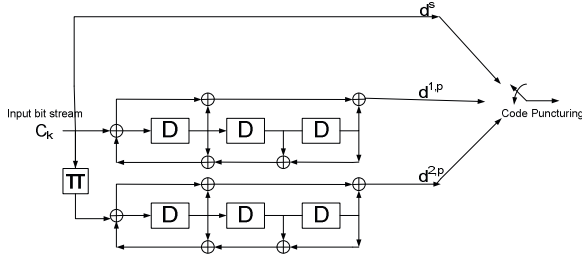 d^s
Input bit stream
C_k
D D D
d^{1,p}
Code Puncturing
π
D D D
d^{2,p}